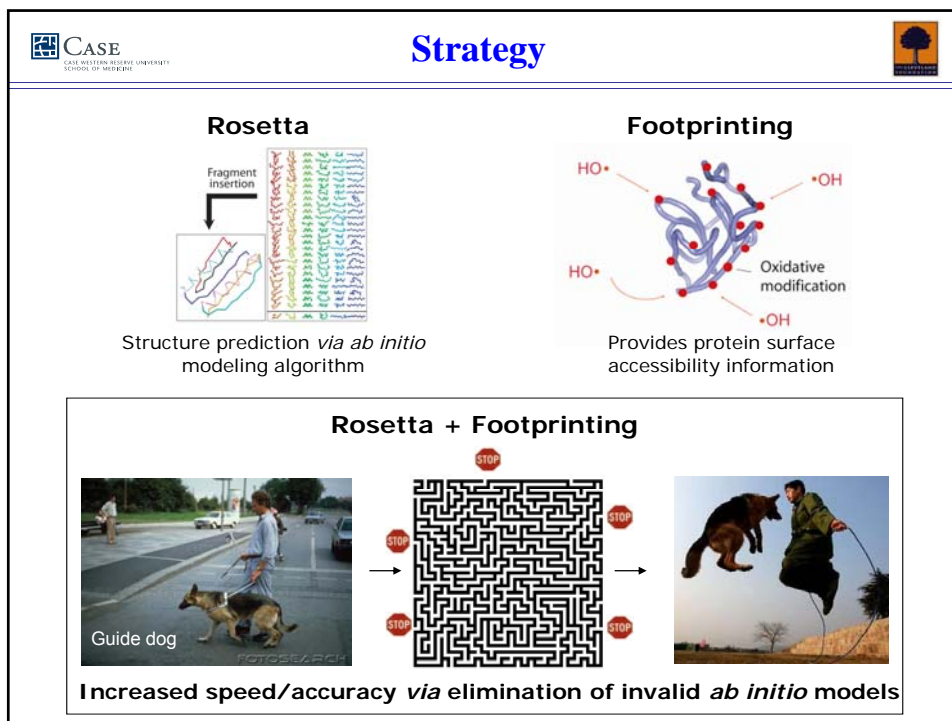 CASE
CASE WESTERN RESERVE UNIVERSITY
SCHOOL OF MEDICINE
Strategy
Rosetta
Fragment
insertion
Structure prediction via ab initio
modeling algorithm
Footprinting
HO•
•OH
HO•
Oxidative
modification
•OH
Provides protein surface
accessibility information
Rosetta + Footprinting
STOP
STOP
STOP
STOP
STOP
Guide dog
FOTOSEARCH
Increased speed/accuracy via elimination of invalid ab initio models